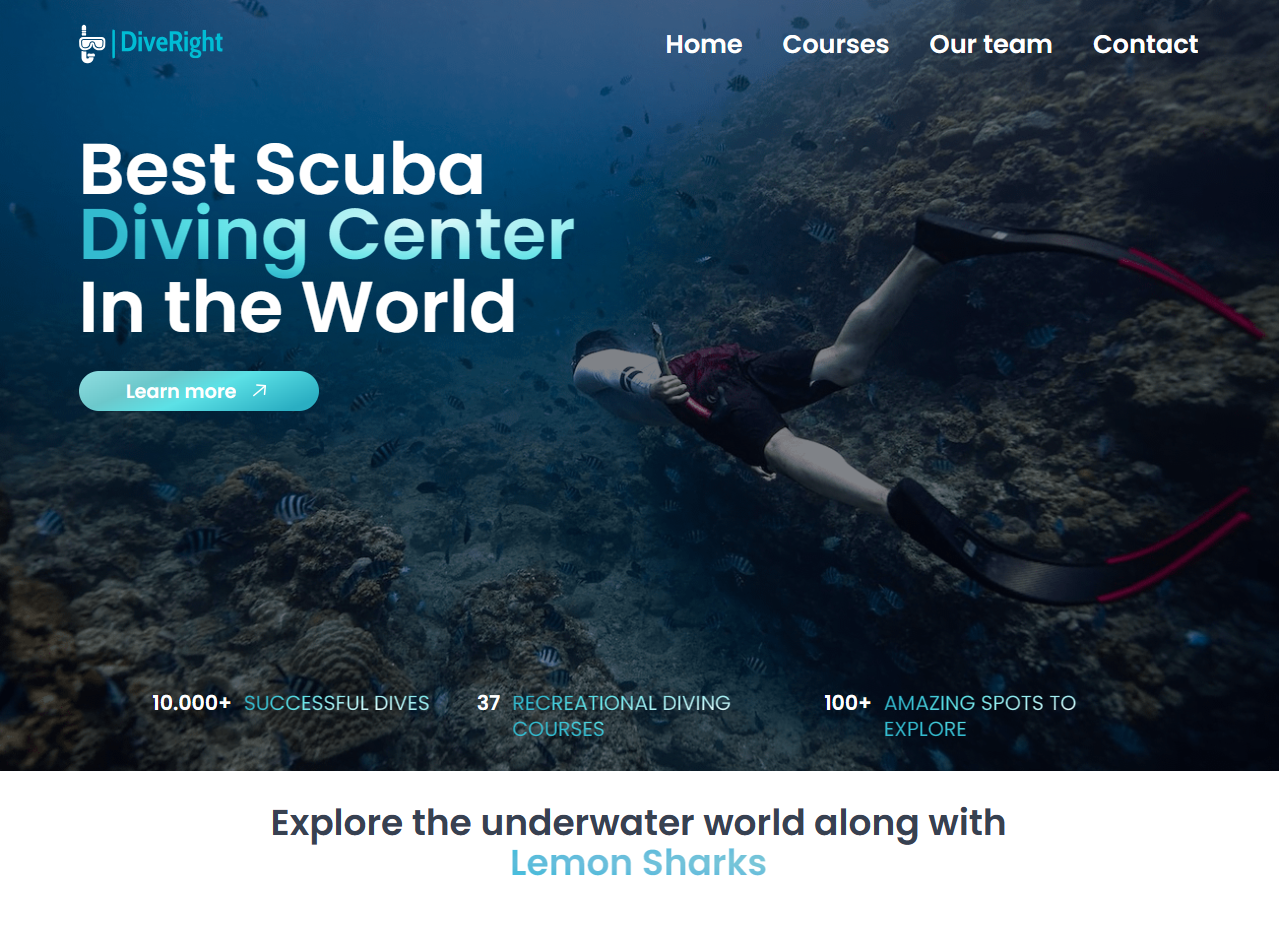 DiveRight
Home Courses Our team Contact
Best Scuba
Diving Center
In the World
Learn more
10.000+ SUCCESSFUL DIVES
37 RECREATIONAL DIVING
COURSES
100+ AMAZING SPOTS TO
EXPLORE
Explore the underwater world along with
Lemon Sharks